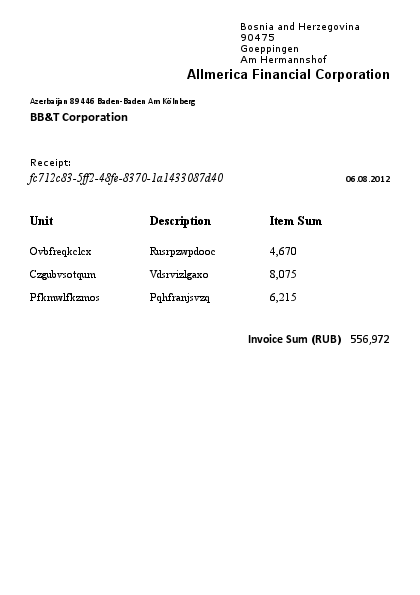 Bosnia and Herzegovina
90475
Goeppingen
Am Hermannshof
Allmerica Financial Corporation
Azerbaijan 89446 Baden-Baden Am Kölnberg
BB&T Corporation
Receipt:
fc712c83-5ff2-48fe-8370-1a1433087d40 06.08.2012
Unit Description Item Sum
Ovbfreqkclcx Rusrpzwpdooc 4,670
Czgubvsotqum Vdsrvizlgaxo 8,075
Pfkmwlfkzmos Pqhfranjsvzq 6,215
Invoice Sum (RUB) 556,972